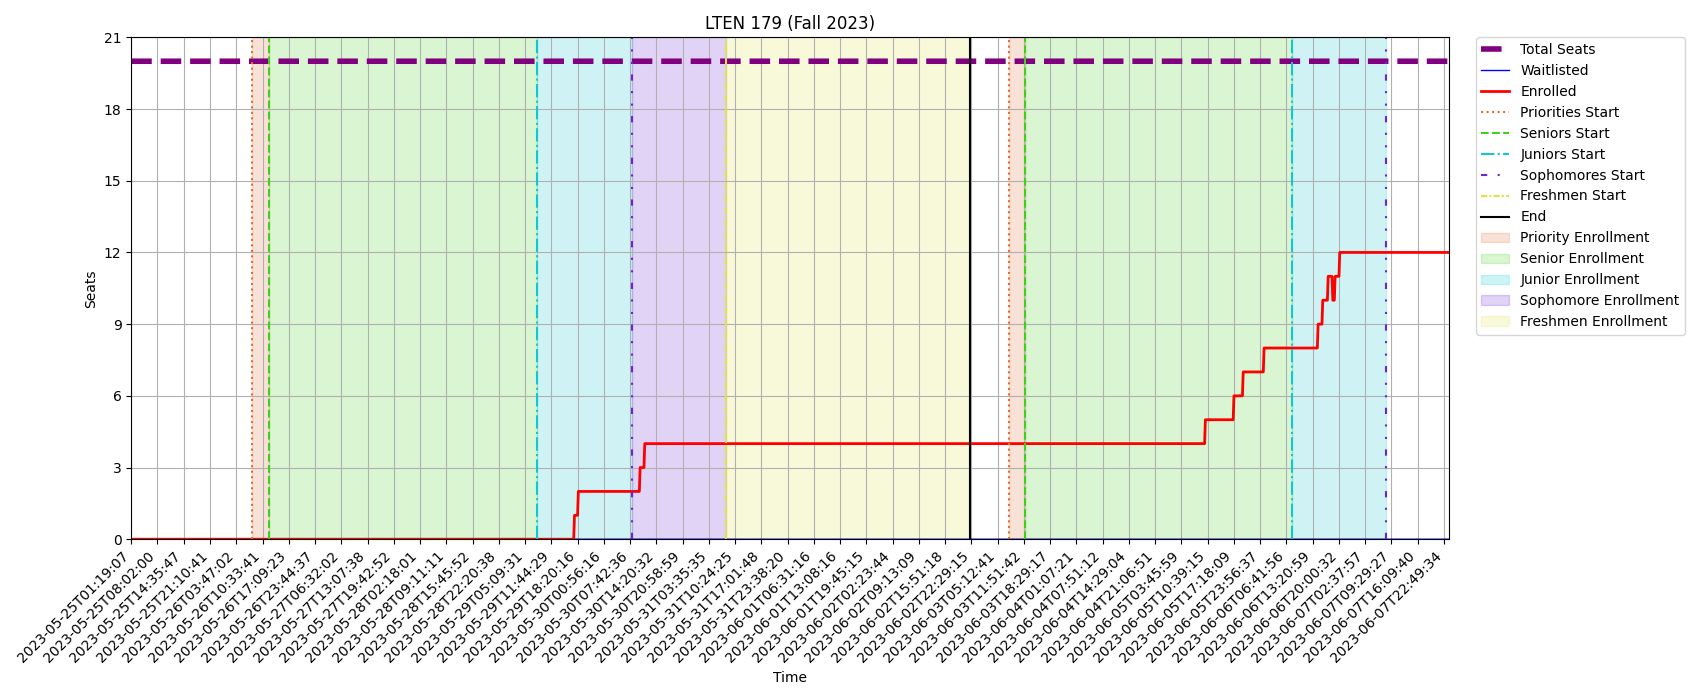 LTEN 179 (Fall 2023)
21
18
15
12
9
6
3
0
Seats
2023-05-25T01:19:07
2023-05-25T08:02:00
2023-05-25T14:35:47
2023-05-25T21:10:41
2023-05-26T03:47:02
2023-05-26T10:33:41
2023-05-26T17:09:23
2023-05-26T23:44:37
2023-05-27T06:32:02
2023-05-27T13:07:38
2023-05-27T19:42:52
2023-05-28T02:18:01
2023-05-28T09:11:11
2023-05-28T15:45:52
2023-05-28T22:20:38
2023-05-29T05:09:31
2023-05-29T11:44:29
2023-05-29T18:20:16
2023-05-30T00:56:16
2023-05-30T07:42:36
2023-05-30T14:20:32
2023-05-30T20:58:59
2023-05-31T03:35:35
2023-05-31T10:24:25
2023-05-31T17:01:48
2023-05-31T23:38:20
2023-06-01T06:31:16
2023-06-01T13:08:16
2023-06-01T19:45:15
2023-06-02T02:23:44
2023-06-02T09:13:09
2023-06-02T15:51:18
2023-06-02T22:29:15
2023-06-03T05:12:41
2023-06-03T11:51:42
2023-06-03T18:29:17
2023-06-04T01:07:21
2023-06-04T07:51:12
2023-06-04T14:29:04
2023-06-04T21:06:51
2023-06-05T03:45:59
2023-06-05T10:39:15
2023-06-05T17:18:09
2023-06-05T23:56:37
2023-06-06T06:41:56
2023-06-06T13:20:59
2023-06-06T20:00:32
2023-06-07T02:37:57
2023-06-07T09:29:27
2023-06-07T16:09:40
2023-06-07T22:49:34
Time
Total Seats
Waitlisted
Enrolled
Priorities Start
Seniors Start
Juniors Start
Sophomores Start
Freshmen Start
End
Priority Enrollment
Senior Enrollment
Junior Enrollment
Sophomore Enrollment
Freshmen Enrollment